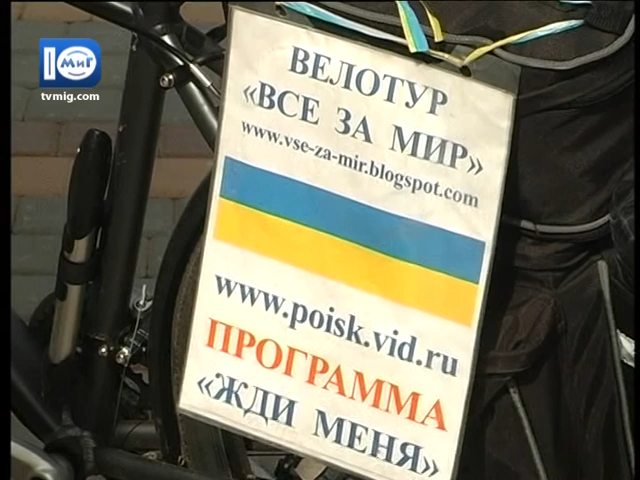 10 МиГ
tvmig.com
ВЕЛОТУР
«ВСЕ ЗА МИР»
www.vse-za-mir.blogspot.com
www.poisk.vid.ru
ПРОГРАММА
«ЖДИ МЕНЯ»